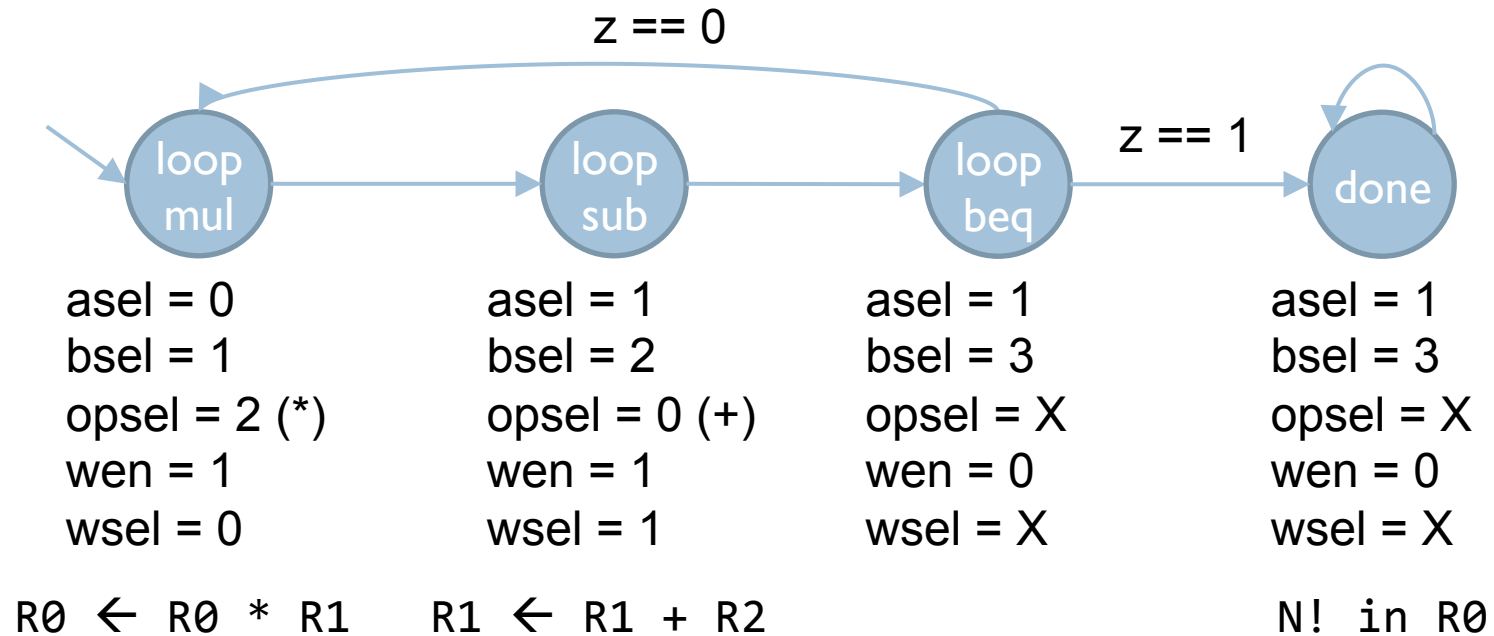 z == 0
z == 1
loop
mul
loop
sub
loop
beq
done
asel = 0
bsel = 1
opsel = 2 (*)
wen = 1
wsel = 0
asel = 1
bsel = 2
opsel = 0 (+)
wen = 1
wsel = 1
asel = 1
bsel = 3
opsel = X
wen = 0
wsel = X
asel = 1
bsel = 3
opsel = X
wen = 0
wsel = X
R0 ← R0 * R1
R1 ← R1 + R2
N! in R0